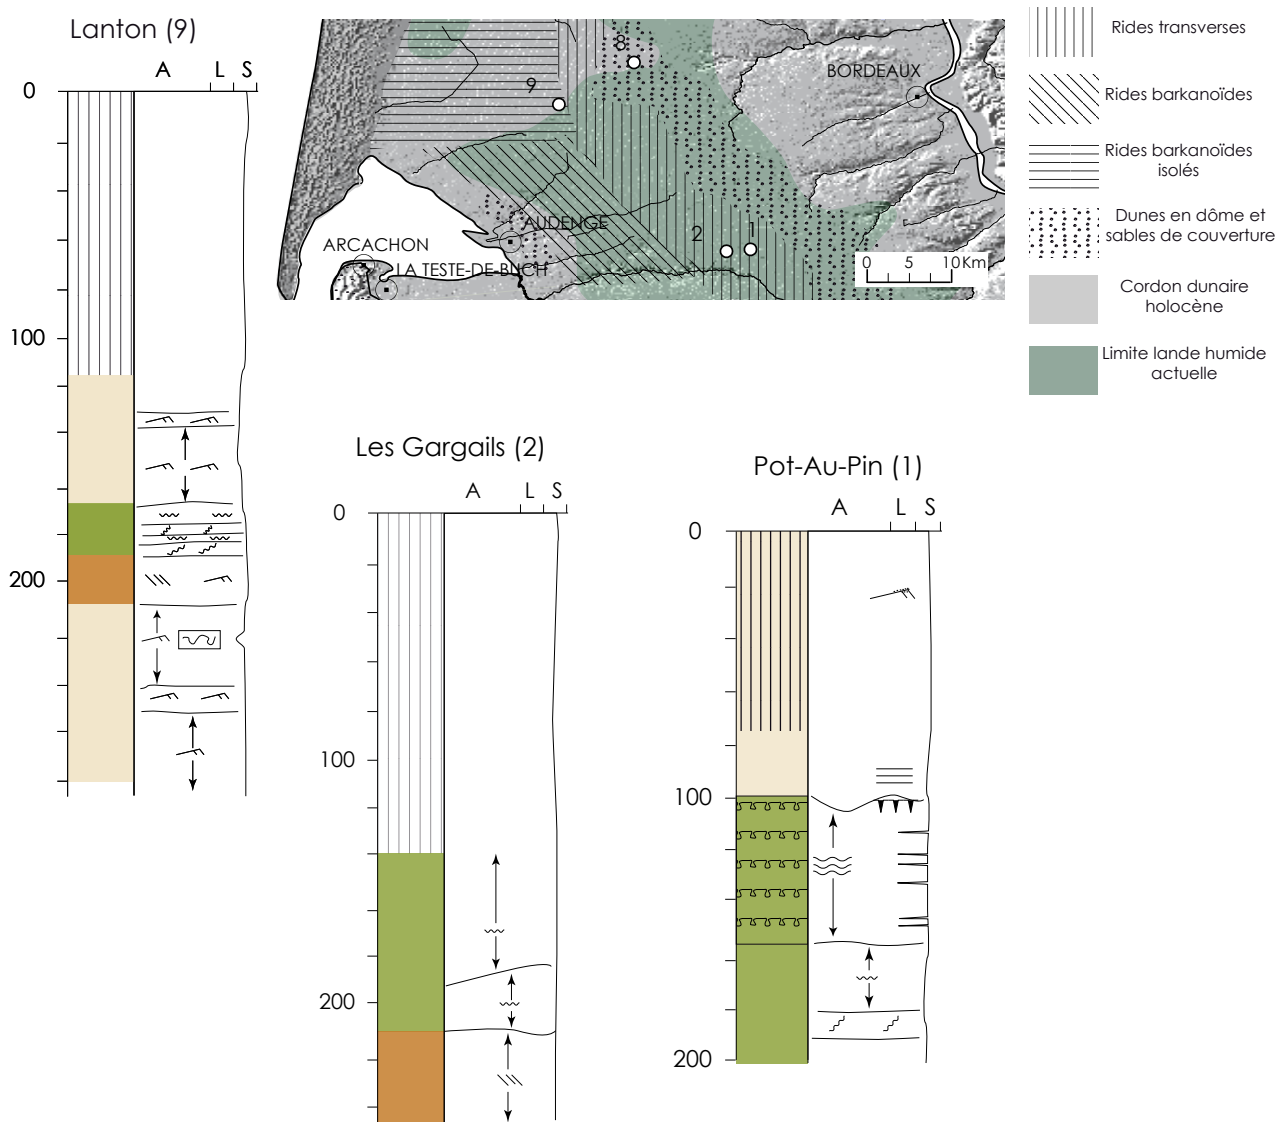 Lanton (9)
A L S
0
100
200
8
9
BORDEAUX
AUDENGE
2
1
ARCACHON
LA TESTE-DE-BUCH
0 5 10Km
Rides transverses
Rides barkanoïdes
Rides barkanoïdes
isolés
Dunes en dôme et
sables de couverture
Cordon dunaire
holocène
Limite lande humide
actuelle
Les Gargails (2)
A L S
0
100
200
Pot-Au-Pin (1)
A L S
0
100
200